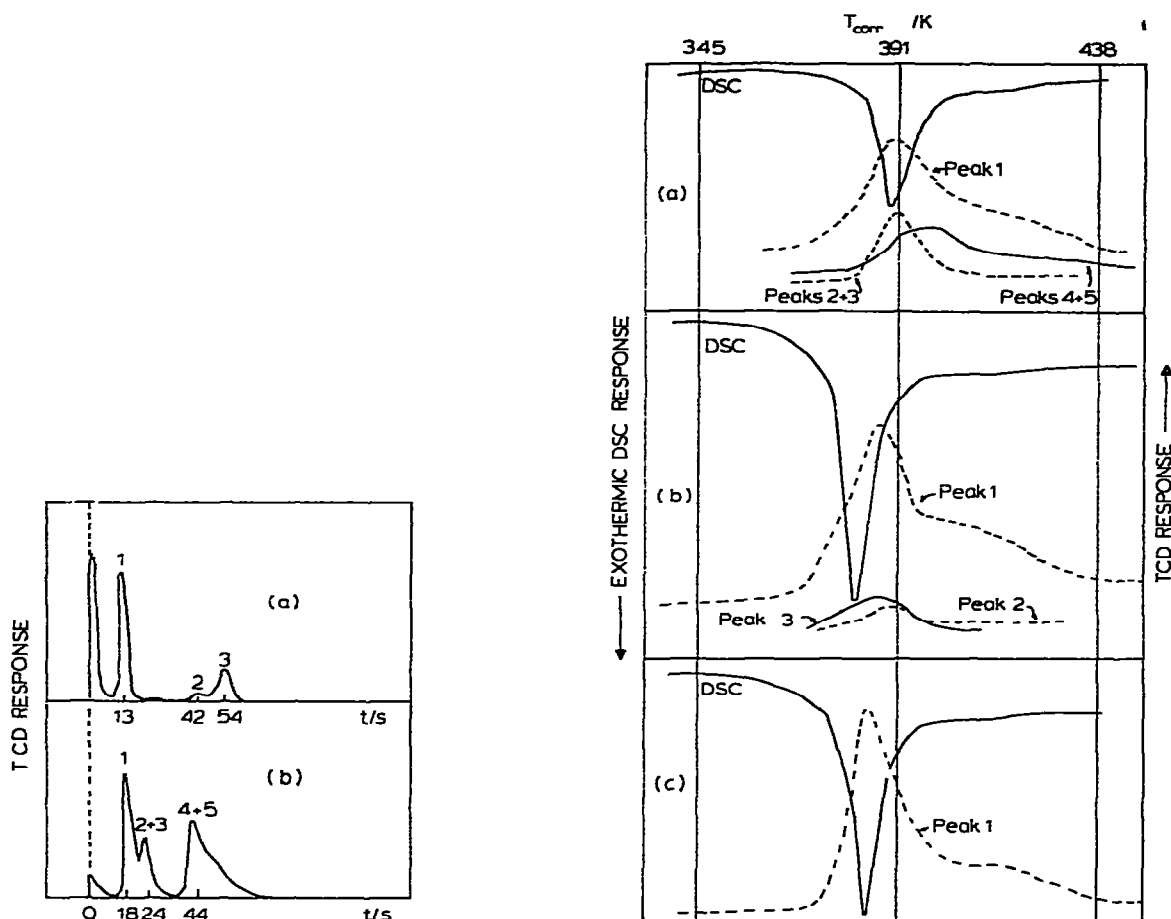 TCD RESPONSE
(a)
1
2
3
13 42 54 t/s
(b)
1
2+3
4+5
0 18 24 44 t/s
Tcorr /K
345 391 438
EXOTHERMIC DSC RESPONSE
TCD RESPONSE
DSC
(a)
Peak 1
Peaks 2+3
Peaks 4+5
DSC
(b)
Peak 1
Peak 3
Peak 2
DSC
(c)
Peak 1